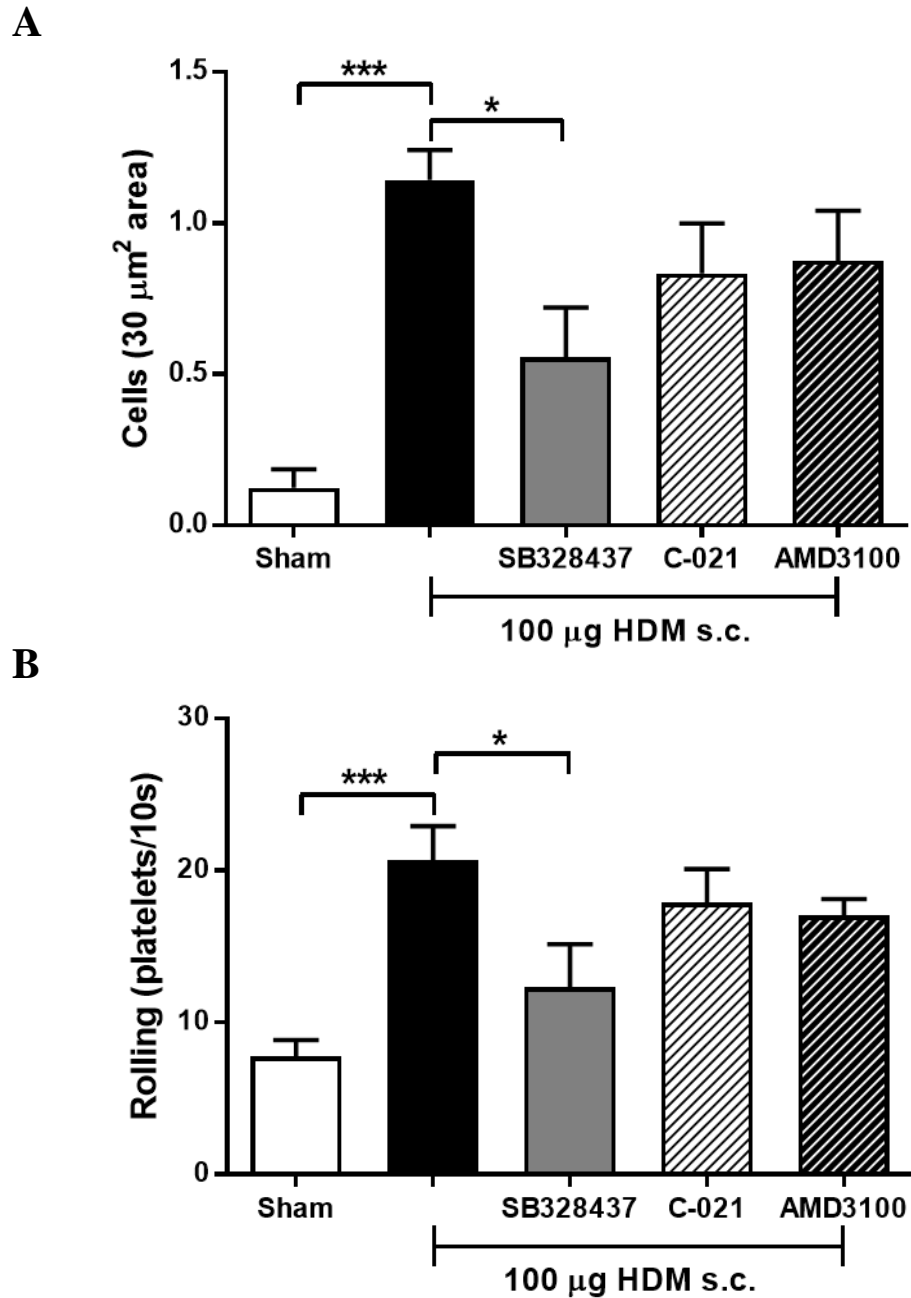 A
1.5
***
*
1.0
0.5
0.0
Cells (30 μm² area)
Sham
SB328437
C-021
AMD3100
100 μg HDM s.c.
B
30
*
***
20
10
0
Rolling (platelets/10s)
Sham
SB328437
C-021
AMD3100
100 μg HDM s.c.